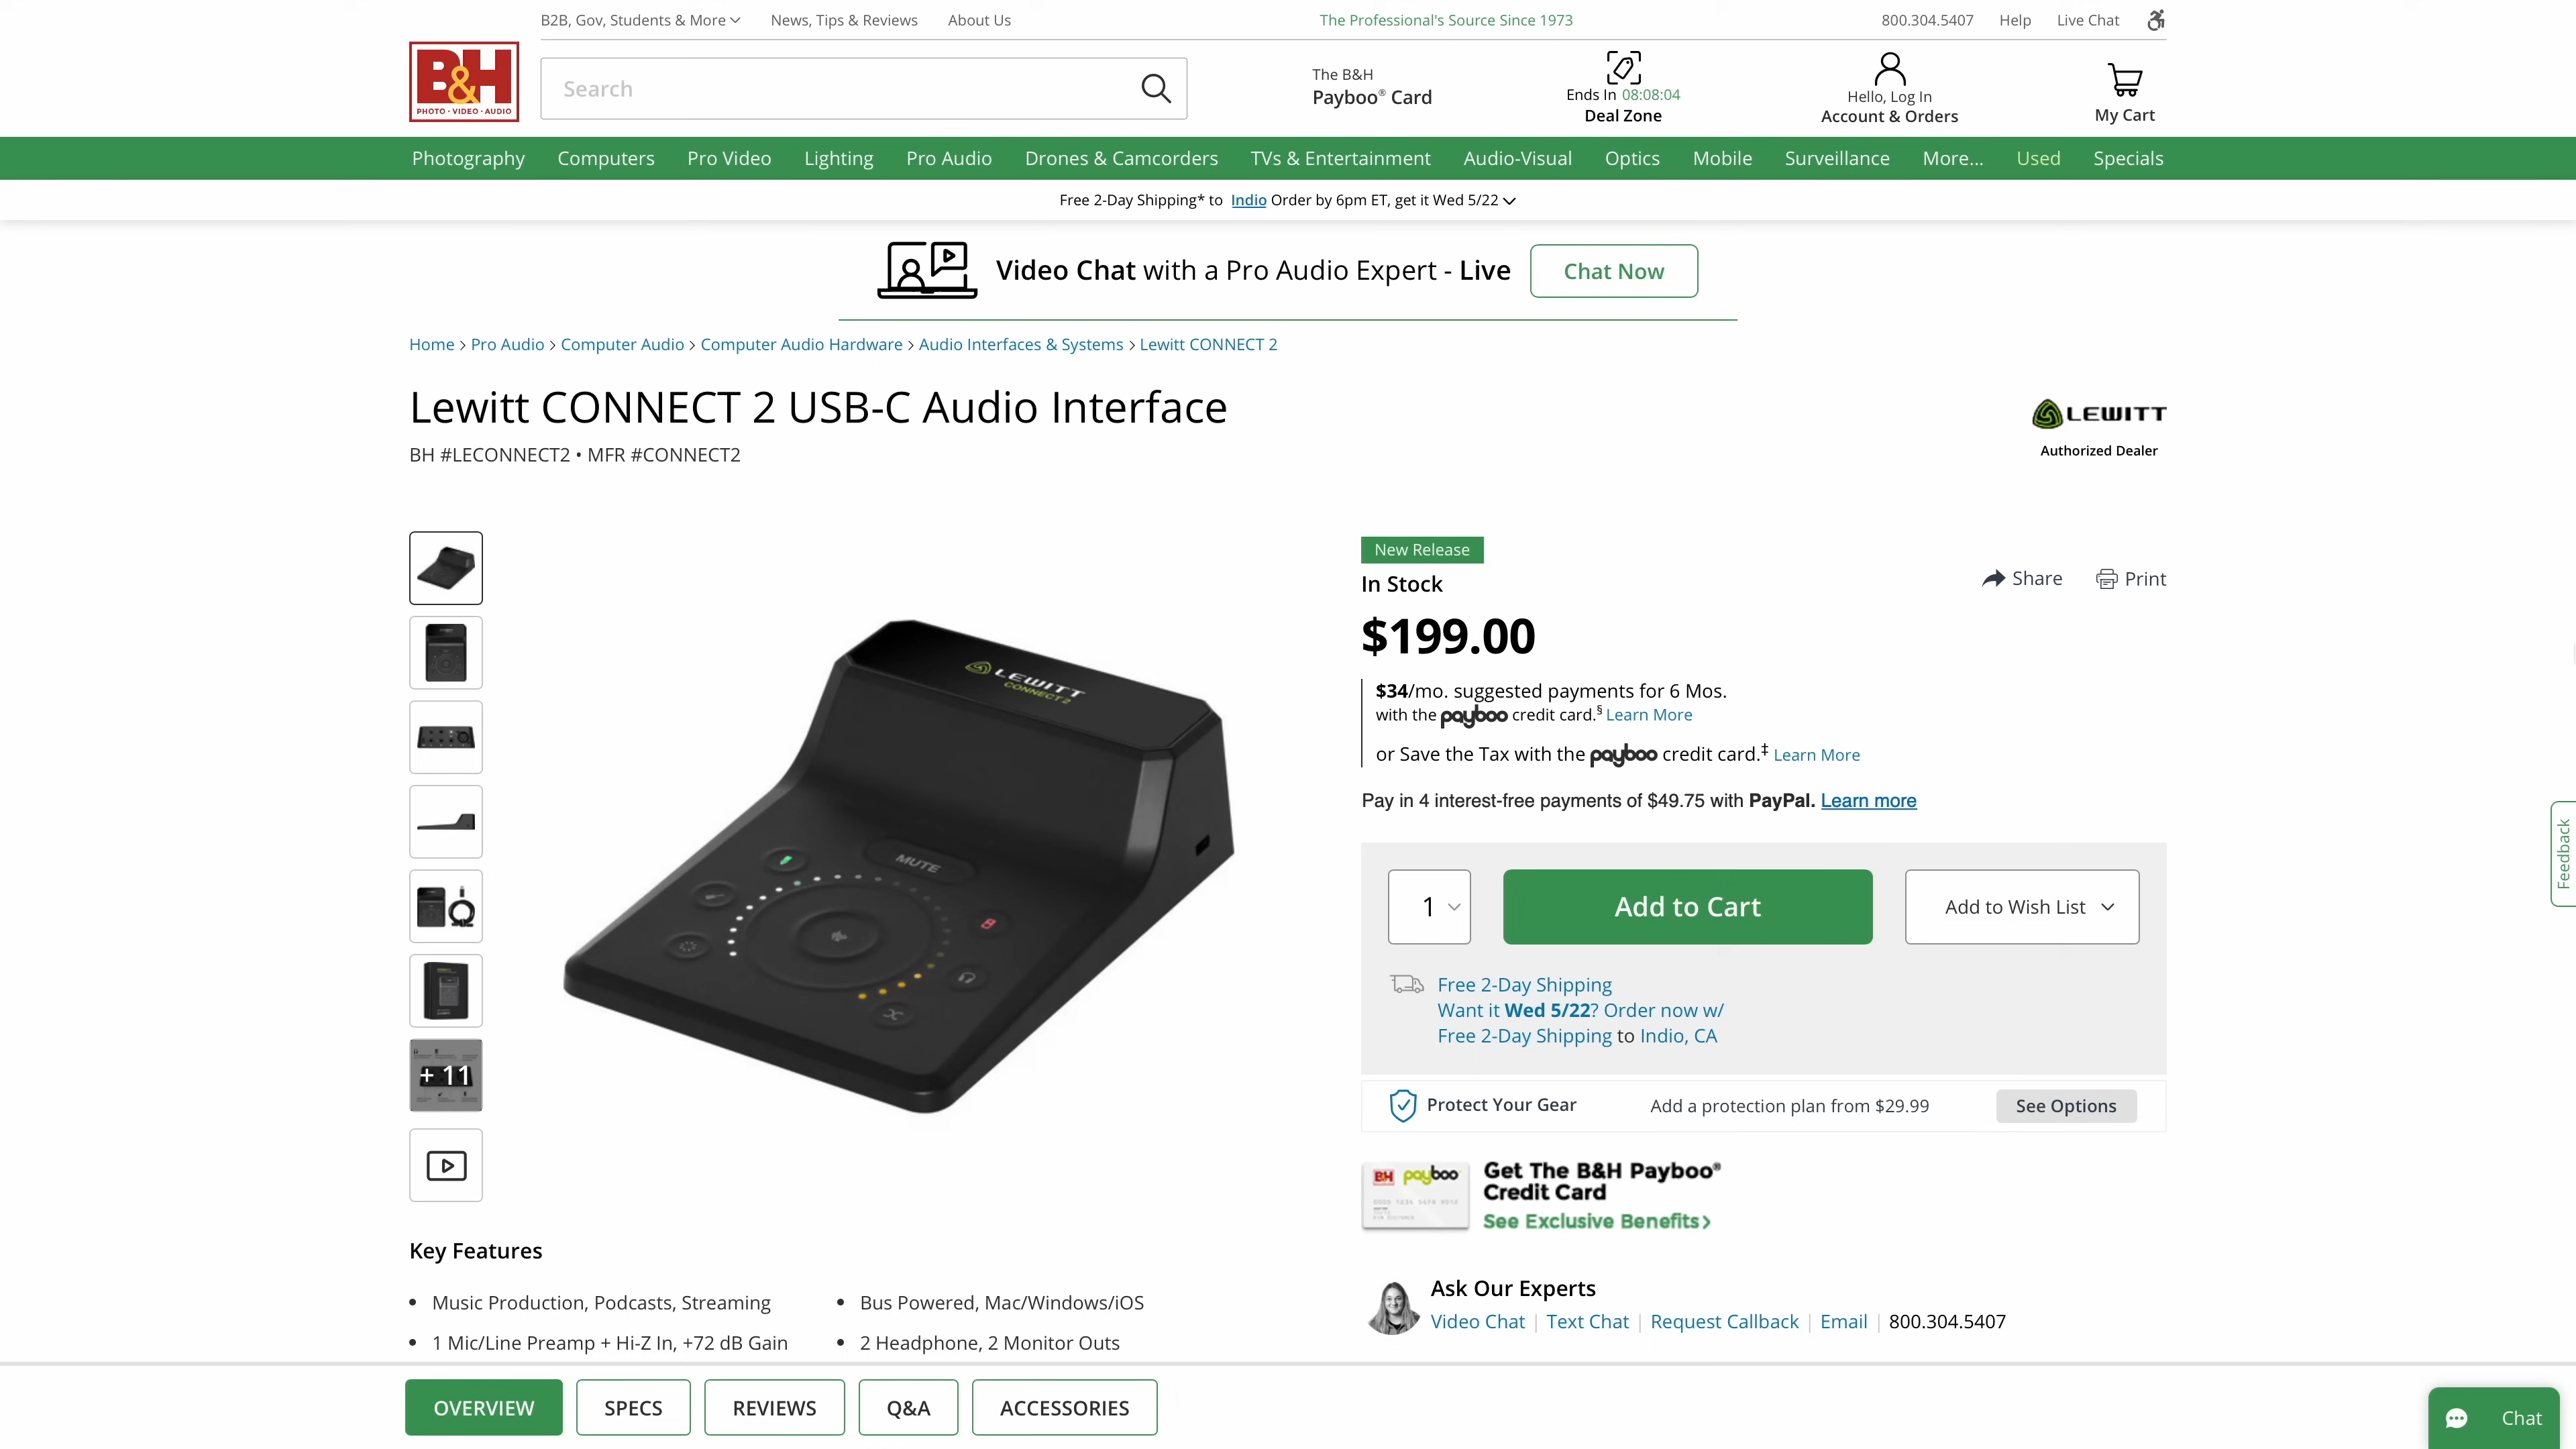 B2B, Gov, Students & More
News, Tips & Reviews
About Us
The Professional's Source Since 1973
800.304.5407
Help
Live Chat
B&H
PHOTO · VIDEO · AUDIO
Search
The B&H
Payboo® Card
Ends In 08:08:04
Deal Zone
Hello, Log In
Account & Orders
My Cart
Photography
Computers
Pro Video
Lighting
Pro Audio
Drones & Camcorders
TVs & Entertainment
Audio-Visual
Optics
Mobile
Surveillance
More...
Used
Specials
Free 2-Day Shipping* to Indio Order by 6pm ET, get it Wed 5/22
Video Chat with a Pro Audio Expert - Live
Chat Now
Home > Pro Audio > Computer Audio > Computer Audio Hardware > Audio Interfaces & Systems > Lewitt CONNECT 2
Lewitt CONNECT 2 USB-C Audio Interface
BH #LECONNECT2 • MFR #CONNECT2
LEWITT
Authorized Dealer
LEWITT
CONNECT 2
MUTE
+ 11
New Release
In Stock
Share
Print
$199.00
$34/mo. suggested payments for 6 Mos.
with the payboo credit card.§ Learn More
or Save the Tax with the payboo credit card.‡ Learn More
Pay in 4 interest-free payments of $49.75 with PayPal. Learn more
1
Add to Cart
Add to Wish List
Free 2-Day Shipping
Want it Wed 5/22? Order now w/
Free 2-Day Shipping to Indio, CA
Protect Your Gear
Add a protection plan from $29.99
See Options
B&H payboo
Get The B&H Payboo®
Credit Card
See Exclusive Benefits >
Ask Our Experts
Video Chat | Text Chat | Request Callback | Email | 800.304.5407
Key Features
• Music Production, Podcasts, Streaming
• 1 Mic/Line Preamp + Hi-Z In, +72 dB Gain
• Bus Powered, Mac/Windows/iOS
• 2 Headphone, 2 Monitor Outs
Feedback
OVERVIEW
SPECS
REVIEWS
Q&A
ACCESSORIES
Chat